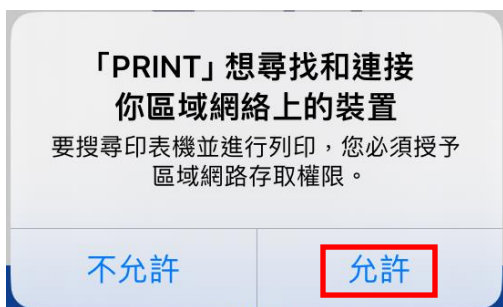 「PRINT」想尋找和連接
你區域網絡上的裝置
要搜尋印表機並進行列印，您必須授予
區域網路存取權限。
不允許
允許